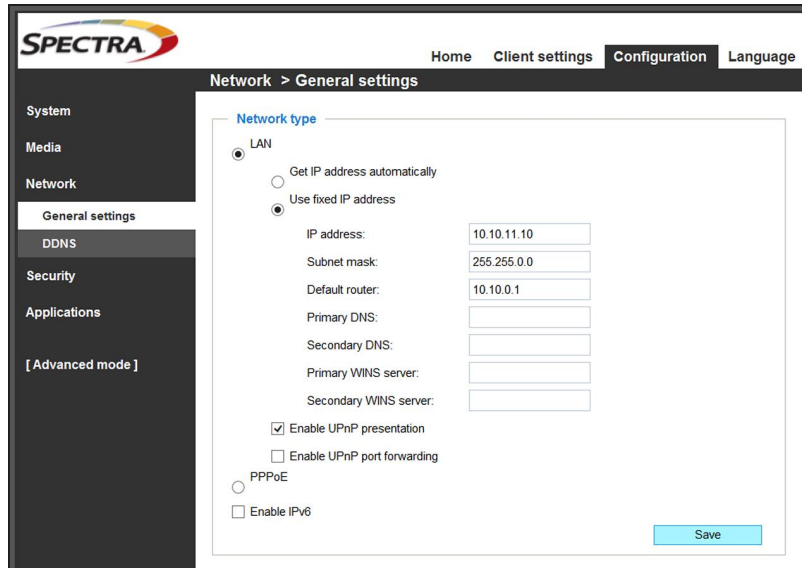 SPECTRA
Home Client settings Configuration Language
Network > General settings
System
Media
Network
General settings
DDNS
Security
Applications
[ Advanced mode ]
Network type
LAN
Get IP address automatically
Use fixed IP address
IP address: 10.10.11.10
Subnet mask: 255.255.0.0
Default router: 10.10.0.1
Primary DNS:
Secondary DNS:
Primary WINS server:
Secondary WINS server:
Enable UPnP presentation
Enable UPnP port forwarding
PPPoE
Enable IPv6
Save